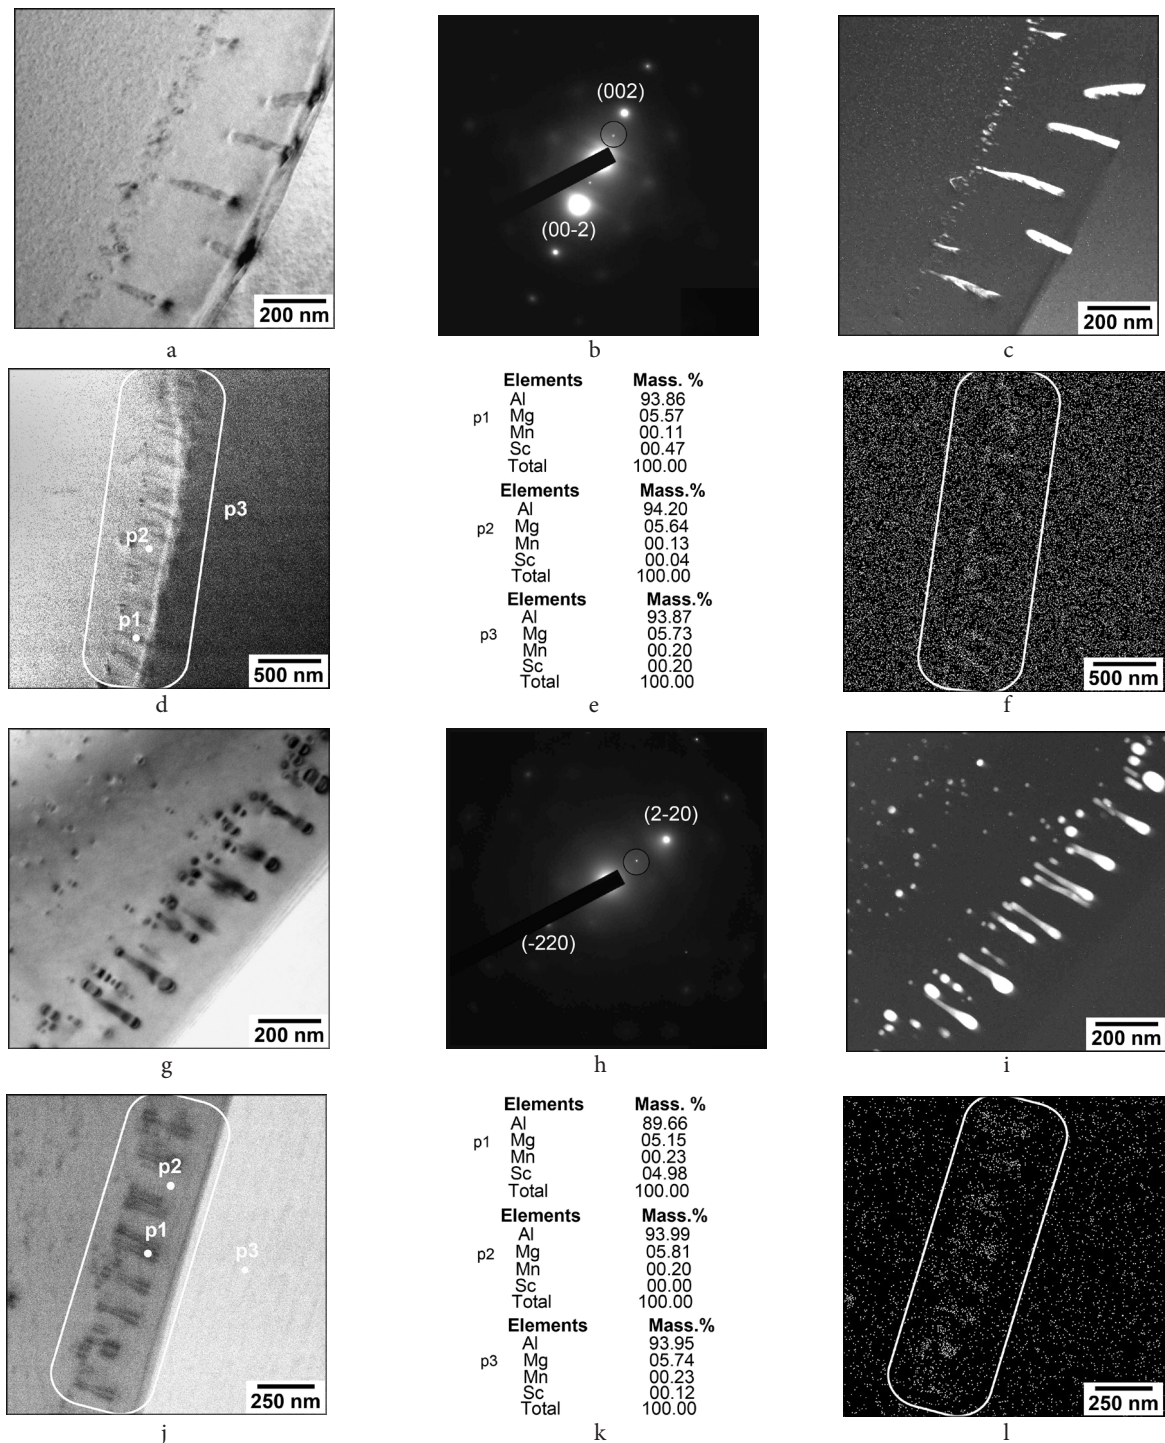 200 nm
a
(002)
(00-2)
b
200 nm
c
p3
p2
p1
500 nm
d
Elements Mass. %
Al 93.86
p1 Mg 05.57
Mn 00.11
Sc 00.47
Total 100.00
Elements Mass.%
Al 94.20
p2 Mg 05.64
Mn 00.13
Sc 00.04
Total 100.00
Elements Mass.%
Al 93.87
p3 Mg 05.73
Mn 00.20
Sc 00.20
Total 100.00
e
500 nm
f
200 nm
g
(2-20)
(-220)
h
200 nm
i
p2
p1
p3
250 nm
j
Elements Mass. %
Al 89.66
p1 Mg 05.15
Mn 00.23
Sc 04.98
Total 100.00
Elements Mass.%
Al 93.99
p2 Mg 05.81
Mn 00.20
Sc 00.00
Total 100.00
Elements Mass.%
Al 93.95
p3 Mg 05.74
Mn 00.23
Sc 00.12
Total 100.00
k
250 nm
l